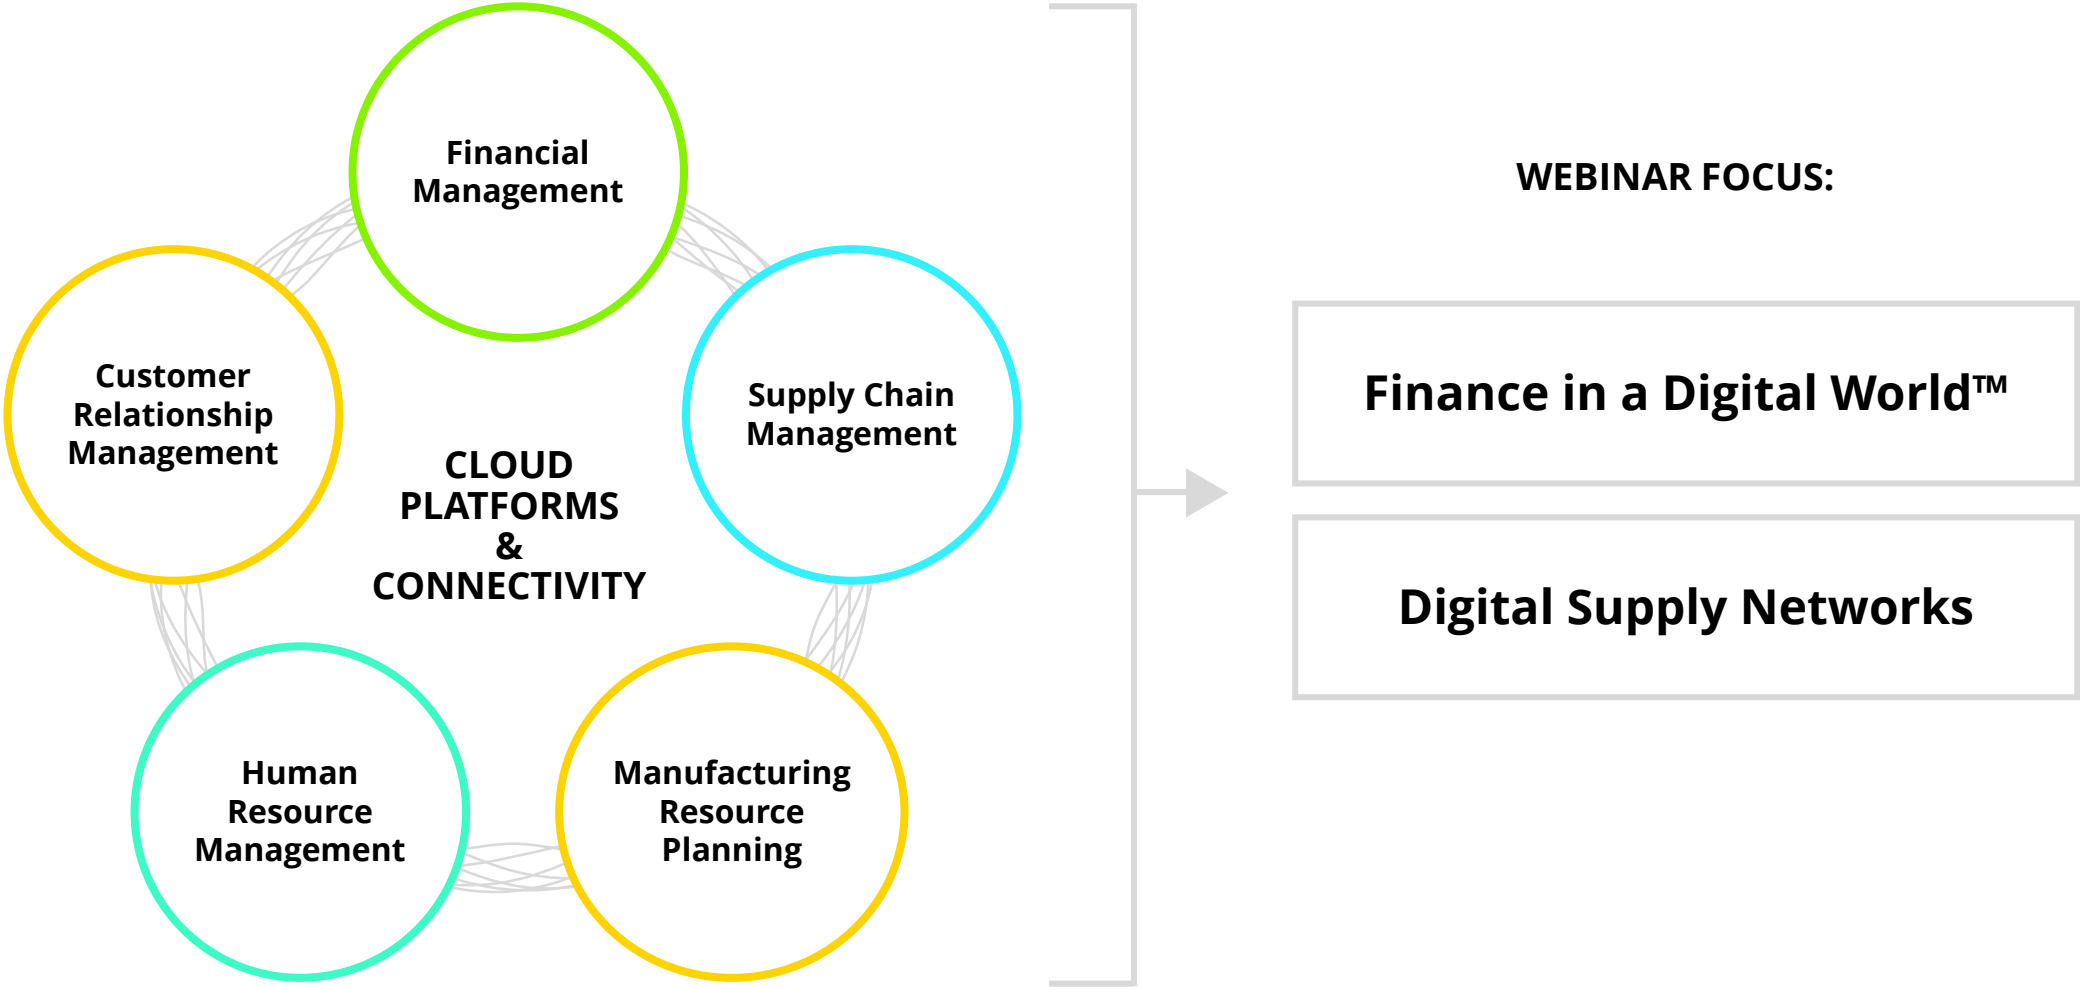 Financial
Management
Customer
Relationship
Management
Supply Chain
Management
CLOUD
PLATFORMS
&
CONNECTIVITY
Human
Resource
Management
Manufacturing
Resource
Planning
WEBINAR FOCUS:
Finance in a Digital World™
Digital Supply Networks